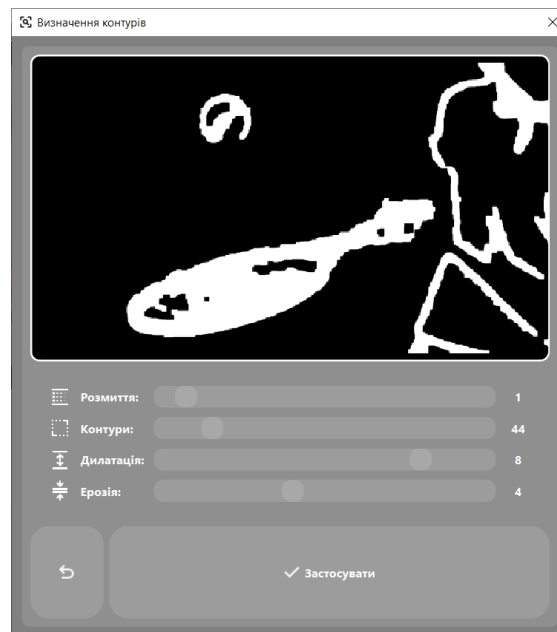 Визначення контурів
Розмиття: 1
Контури: 44
Дилатація: 8
Ерозія: 4
Застосувати